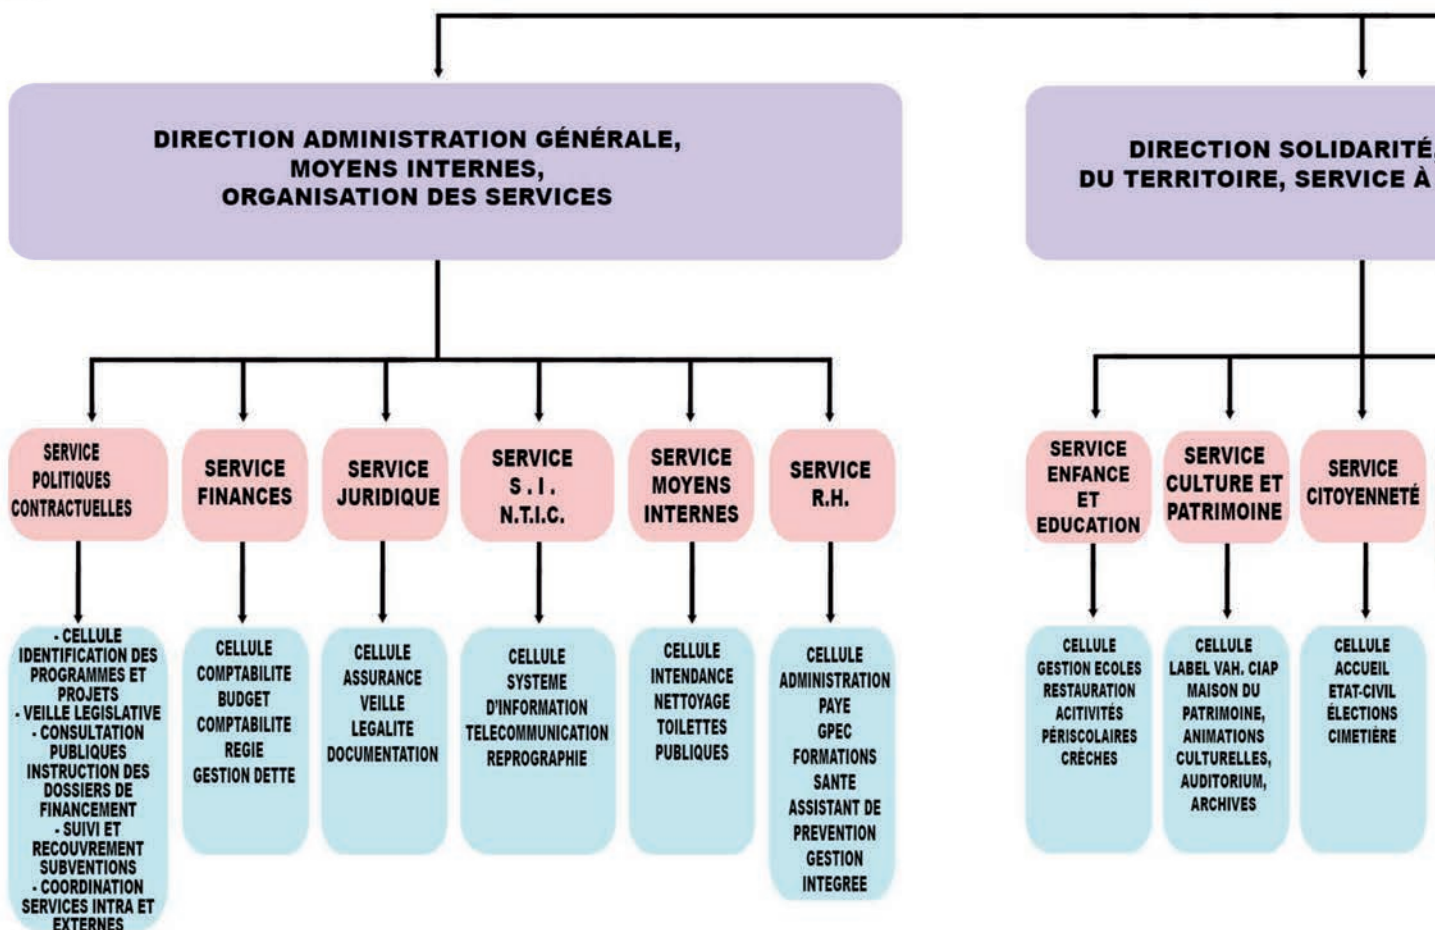 DIRECTION ADMINISTRATION GÉNÉRALE,
MOYENS INTERNES,
ORGANISATION DES SERVICES
DIRECTION SOLIDARITÉ,
DU TERRITOIRE, SERVICE À
SERVICE
POLITIQUES
CONTRACTUELLES
SERVICE
FINANCES
SERVICE
JURIDIQUE
SERVICE
S . I .
N.T.I.C.
SERVICE
MOYENS
INTERNES
SERVICE
R.H.
SERVICE
ENFANCE
ET
EDUCATION
SERVICE
CULTURE ET
PATRIMOINE
SERVICE
CITOYENNETÉ
- CELLULE
IDENTIFICATION DES
PROGRAMMES ET
PROJETS
- VEILLE LEGISLATIVE
- CONSULTATION
PUBLIQUES
INSTRUCTION DES
DOSSIERS DE
FINANCEMENT
- SUIVI ET
RECOUVREMENT
SUBVENTIONS
- COORDINATION
SERVICES INTRA ET
EXTERNES
CELLULE
COMPTABILITE
BUDGET
COMPTABILITE
REGIE
GESTION DETTE
CELLULE
ASSURANCE
VEILLE
LEGALITE
DOCUMENTATION
CELLULE
SYSTEME
D'INFORMATION
TELECOMMUNICATION
REPROGRAPHIE
CELLULE
INTENDANCE
NETTOYAGE
TOILETTES
PUBLIQUES
CELLULE
ADMINISTRATION
PAYE
GPEC
FORMATIONS
SANTE
ASSISTANT DE
PREVENTION
GESTION
INTEGREE
CELLULE
GESTION ECOLES
RESTAURATION
ACITIVITÉS
PÉRISCOLAIRES
CRÈCHES
CELLULE
LABEL VAH. CIAP
MAISON DU
PATRIMOINE,
ANIMATIONS
CULTURELLES,
AUDITORIUM,
ARCHIVES
CELLULE
ACCUEIL
ETAT-CIVIL
ÉLECTIONS
CIMETIÈRE